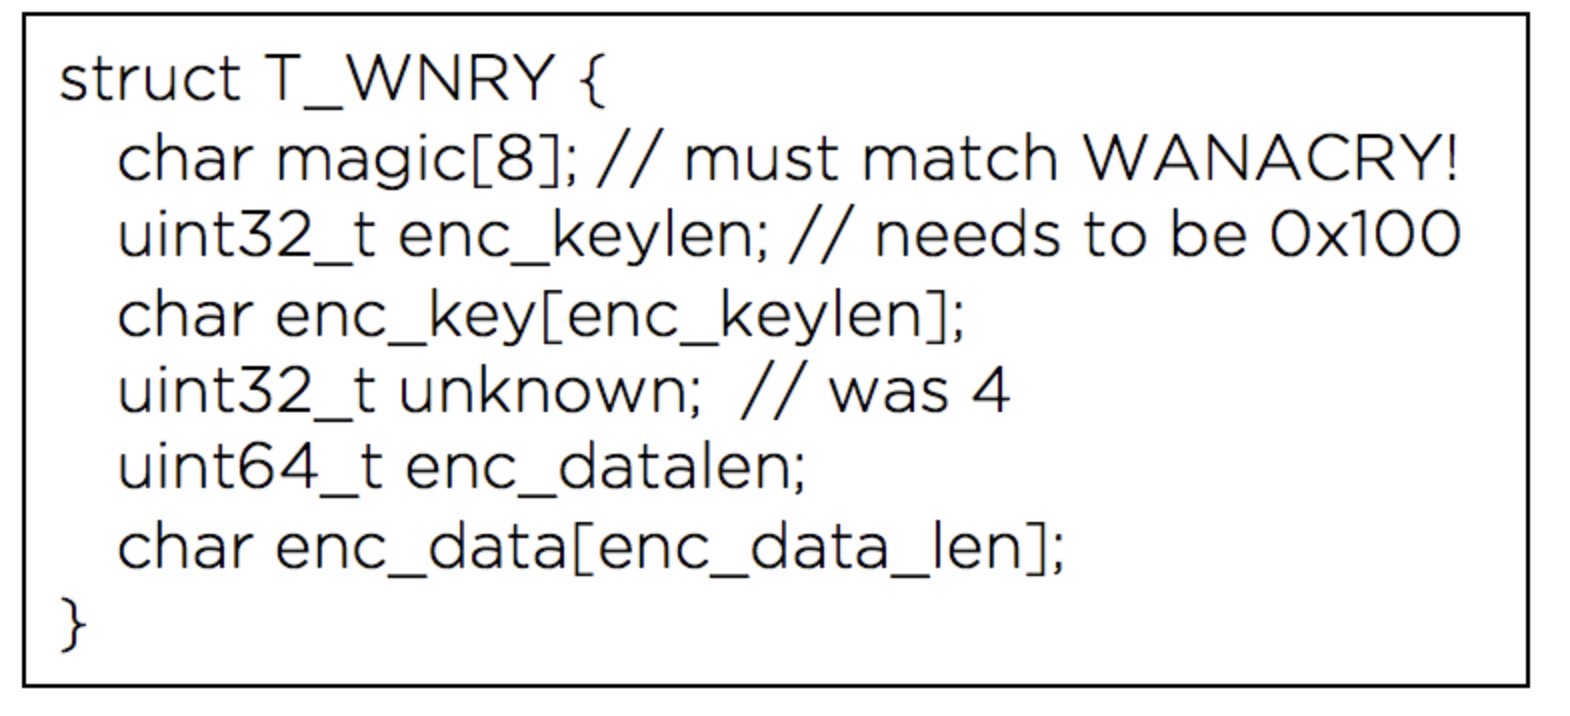 struct T_WNRY {
char magic[8]; // must match WANACRY!
uint32_t enc_keylen; // needs to be 0x100
char enc_key[enc_keylen];
uint32_t unknown;  // was 4
uint64_t enc_datalen;
char enc_data[enc_data_len];
}